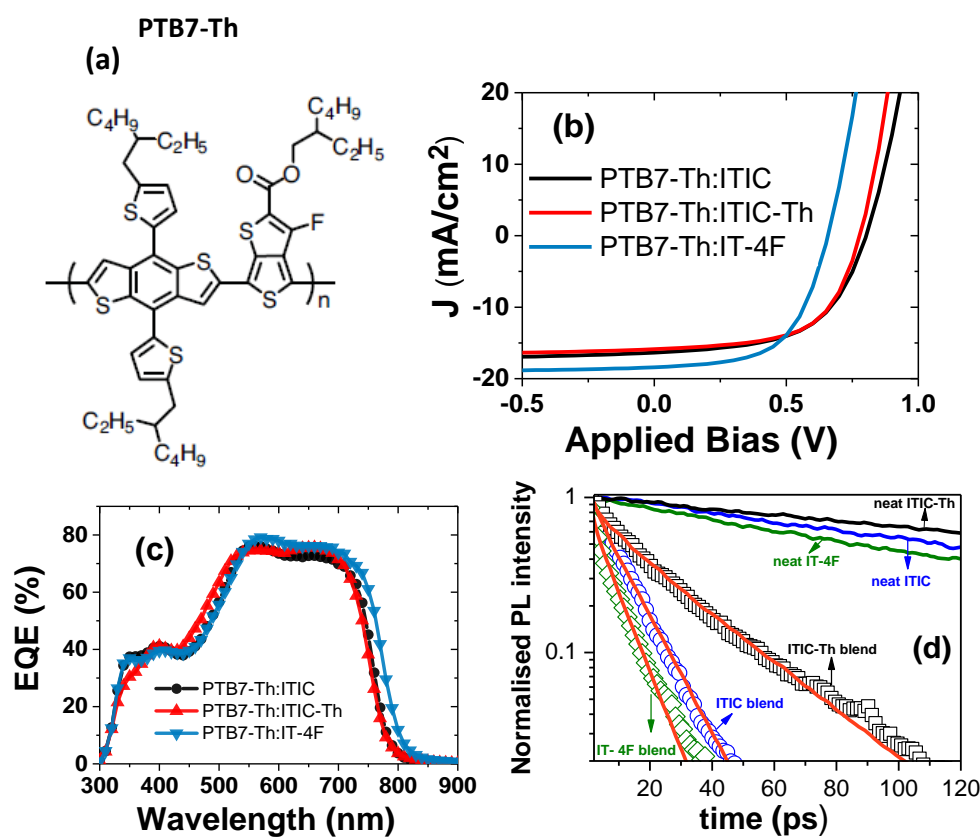 PTB7-Th
(a)
C4H9
C2H5
C4H9
C2H5
O
O
S
F
S
S
S
S
S
n
C2H5
C4H9
(b)
PTB7-Th:ITIC
PTB7-Th:ITIC-Th
PTB7-Th:IT-4F
J (mA/cm²)
20
10
0
-10
-20
-0.5
0.0
0.5
1.0
Applied Bias (V)
(c)
EQE (%)
80
60
40
20
0
PTB7-Th:ITIC
PTB7-Th:ITIC-Th
PTB7-Th:IT-4F
300 400 500 600 700 800 900
Wavelength (nm)
Normalised PL intensity
1
0.1
neat ITIC-Th
neat IT-4F
neat ITIC
ITIC-Th blend
(d)
ITIC blend
IT- 4F blend
20 40 60 80 100 120
time (ps)